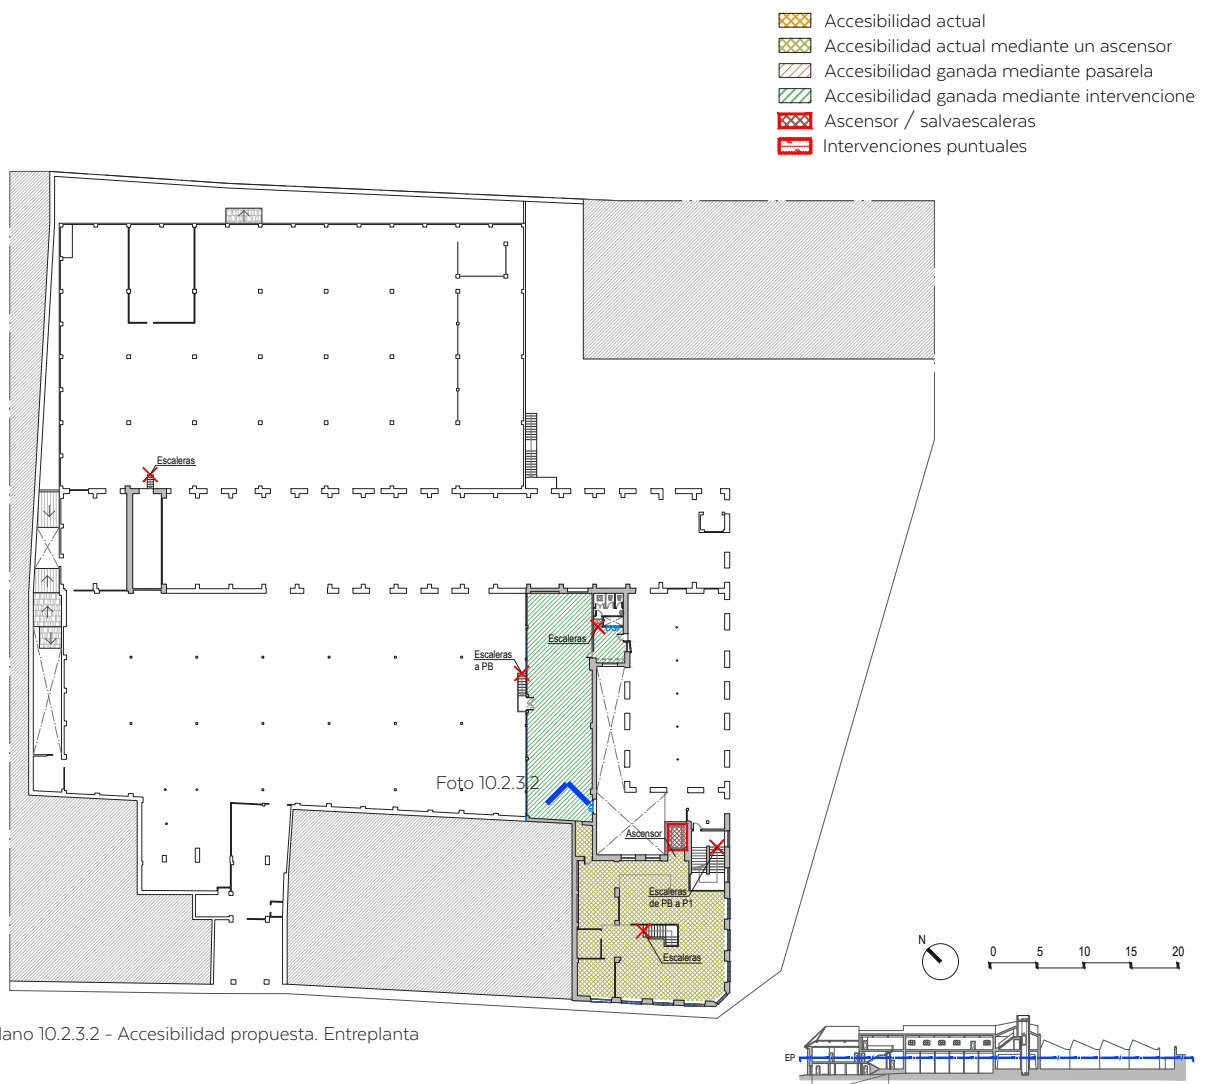 Accesibilidad actual
Accesibilidad actual mediante un ascensor
Accesibilidad ganada mediante pasarela
Accesibilidad ganada mediante intervencione
Ascensor / salvaescaleras
Intervenciones puntuales
Escaleras
Escaleras
Escaleras
a PB
Foto 10.2.3.2
Ascensor
Escaleras
de PB a P1
Escaleras
N
0 5 10 15 20
lano 10.2.3.2 - Accesibilidad propuesta. Entreplanta
EP